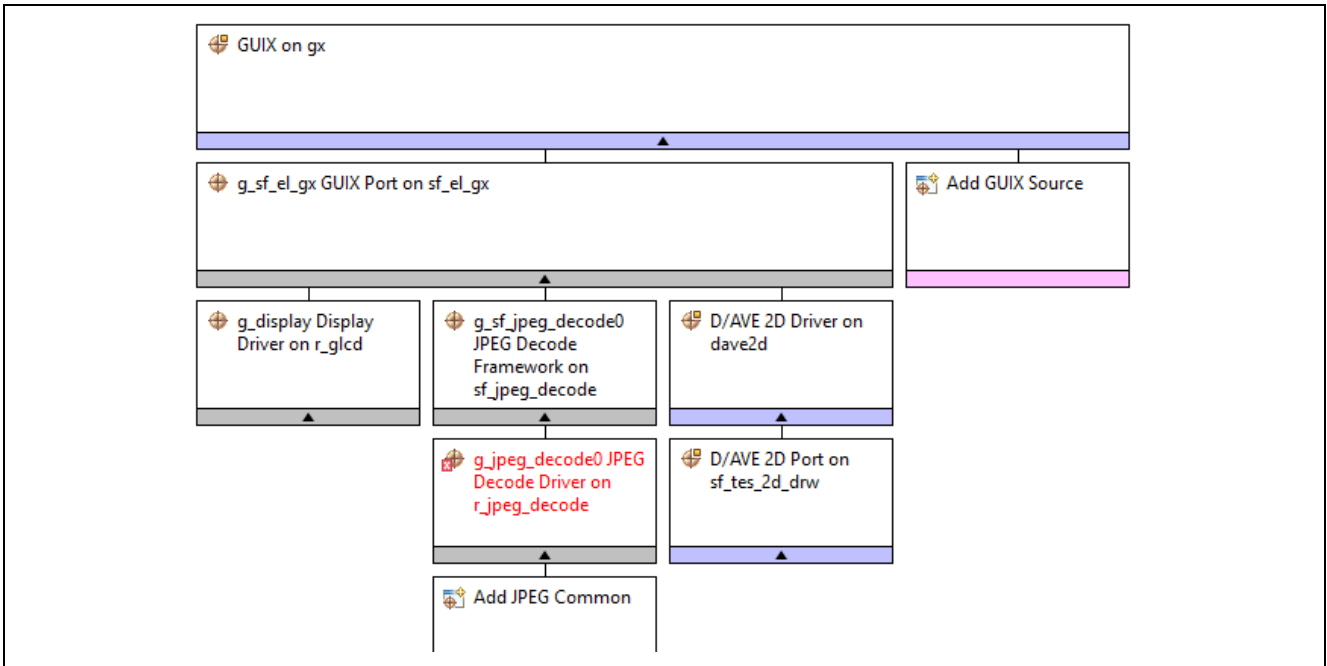 GUIX on gx
g_sf_el_gx GUIX Port on sf_el_gx
Add GUIX Source
g_display Display
Driver on r_glcd
g_sf_jpeg_decode0
JPEG Decode
Framework on
sf_jpeg_decode
D/AVE 2D Driver on
dave2d
g_jpeg_decode0 JPEG
Decode Driver on
r_jpeg_decode
D/AVE 2D Port on
sf_tes_2d_drw
Add JPEG Common